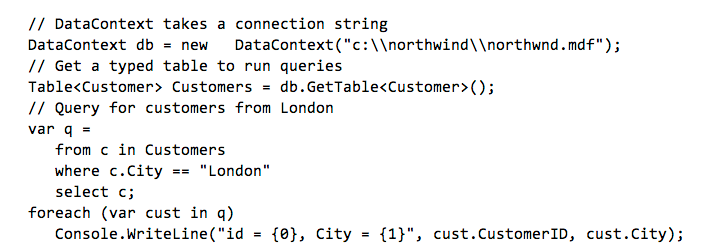 // DataContext takes a connection string
DataContext db = new   DataContext("c:\\northwind\\northwnd.mdf");
// Get a typed table to run queries
Table<Customer> Customers = db.GetTable<Customer>();
// Query for customers from London
var q =
   from c in Customers
   where c.City == "London"
   select c;
foreach (var cust in q)
   Console.WriteLine("id = {0}, City = {1}", cust.CustomerID, cust.City);